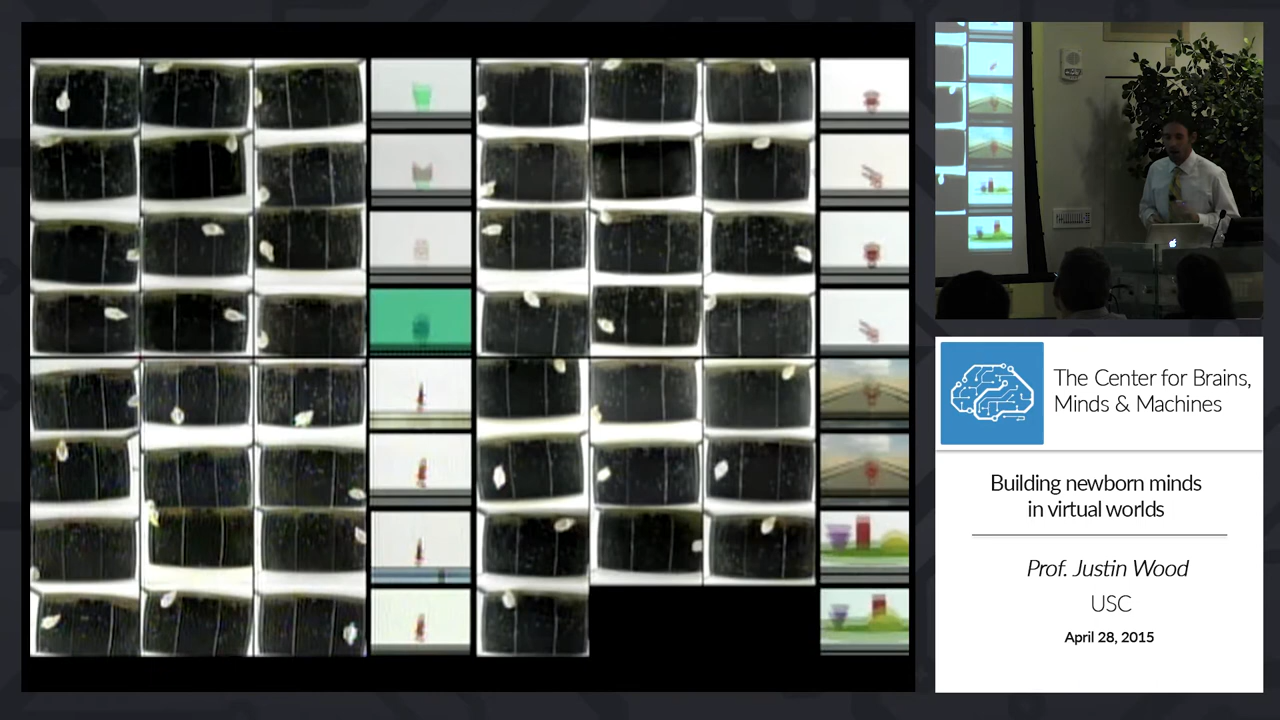 The Center for Brains,
Minds & Machines
Building newborn minds
in virtual worlds
Prof. Justin Wood
USC
April 28, 2015